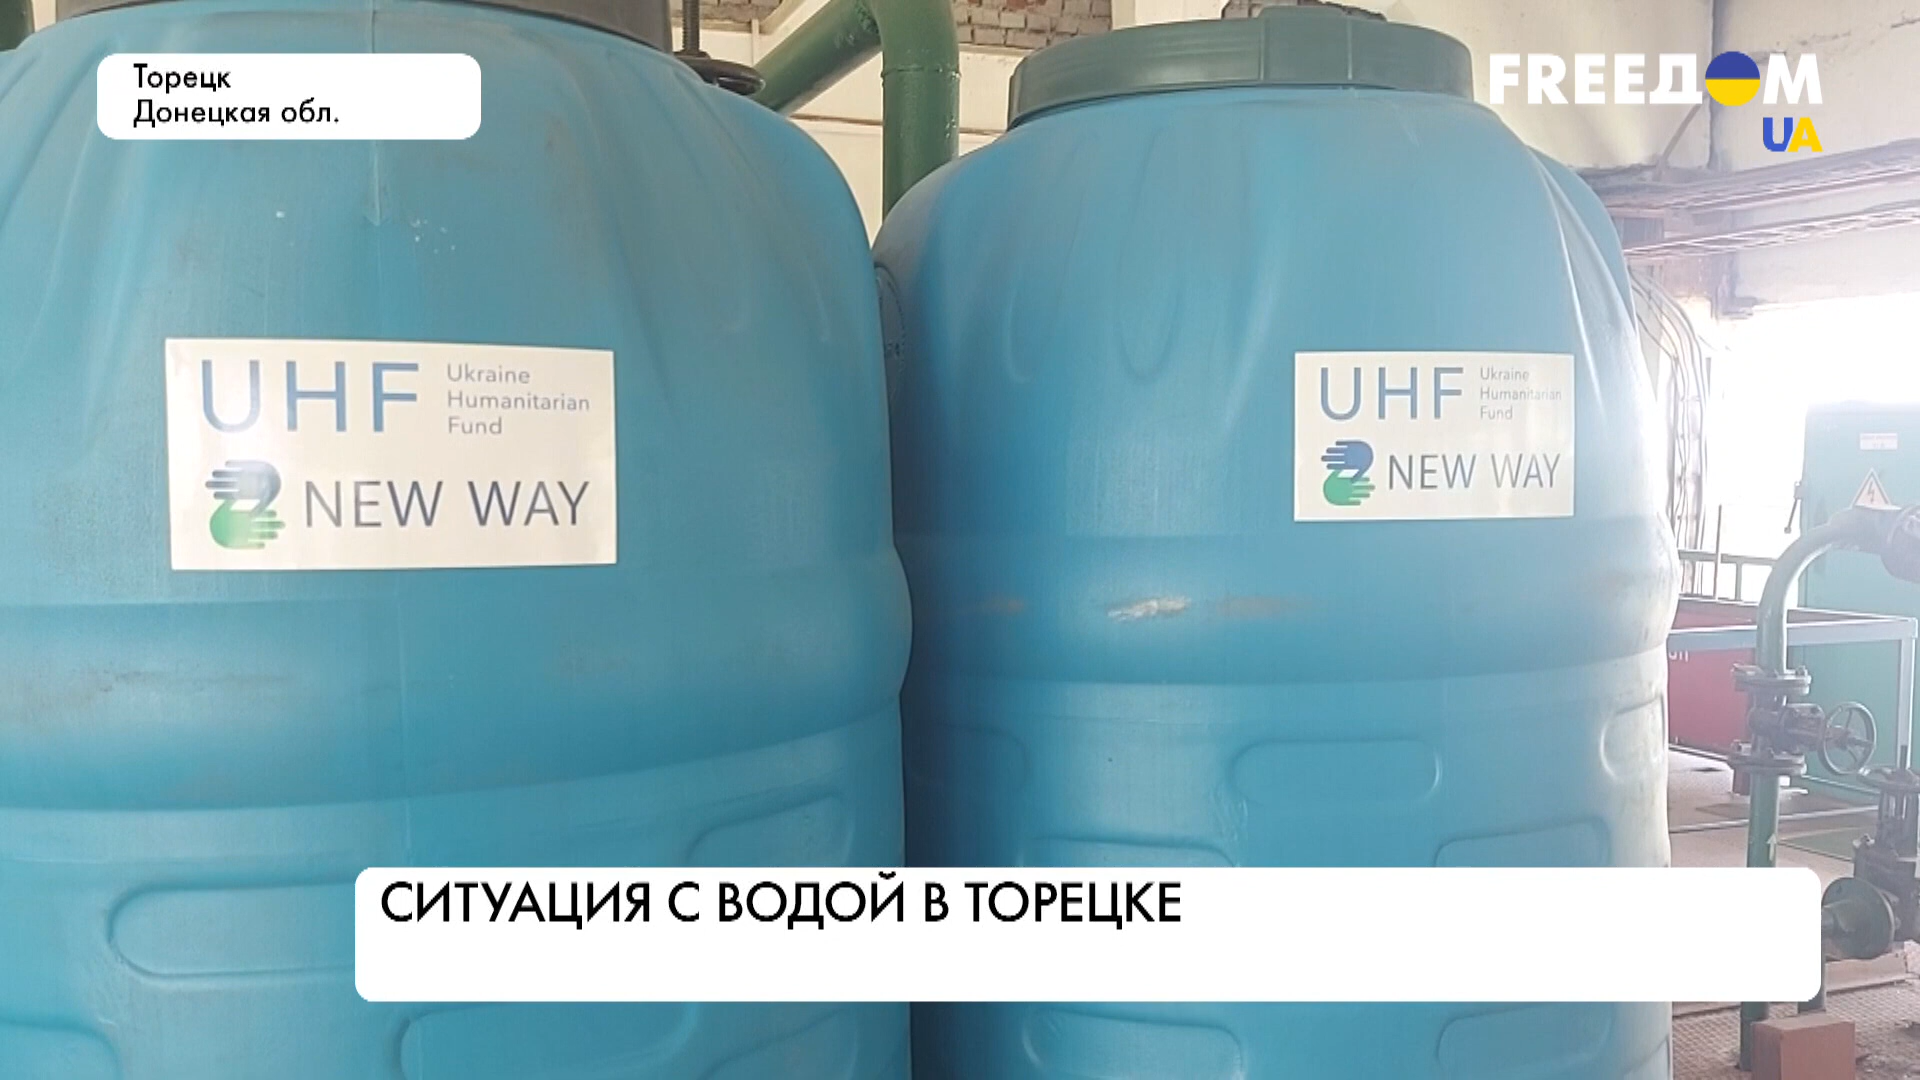 Торецк
Донецкая обл.
FREEДОМ
UA
UHF Ukraine
Humanitarian
Fund
NEW WAY
UHF Ukraine
Humanitarian
Fund
NEW WAY
СИТУАЦИЯ С ВОДОЙ В ТОРЕЦКЕ